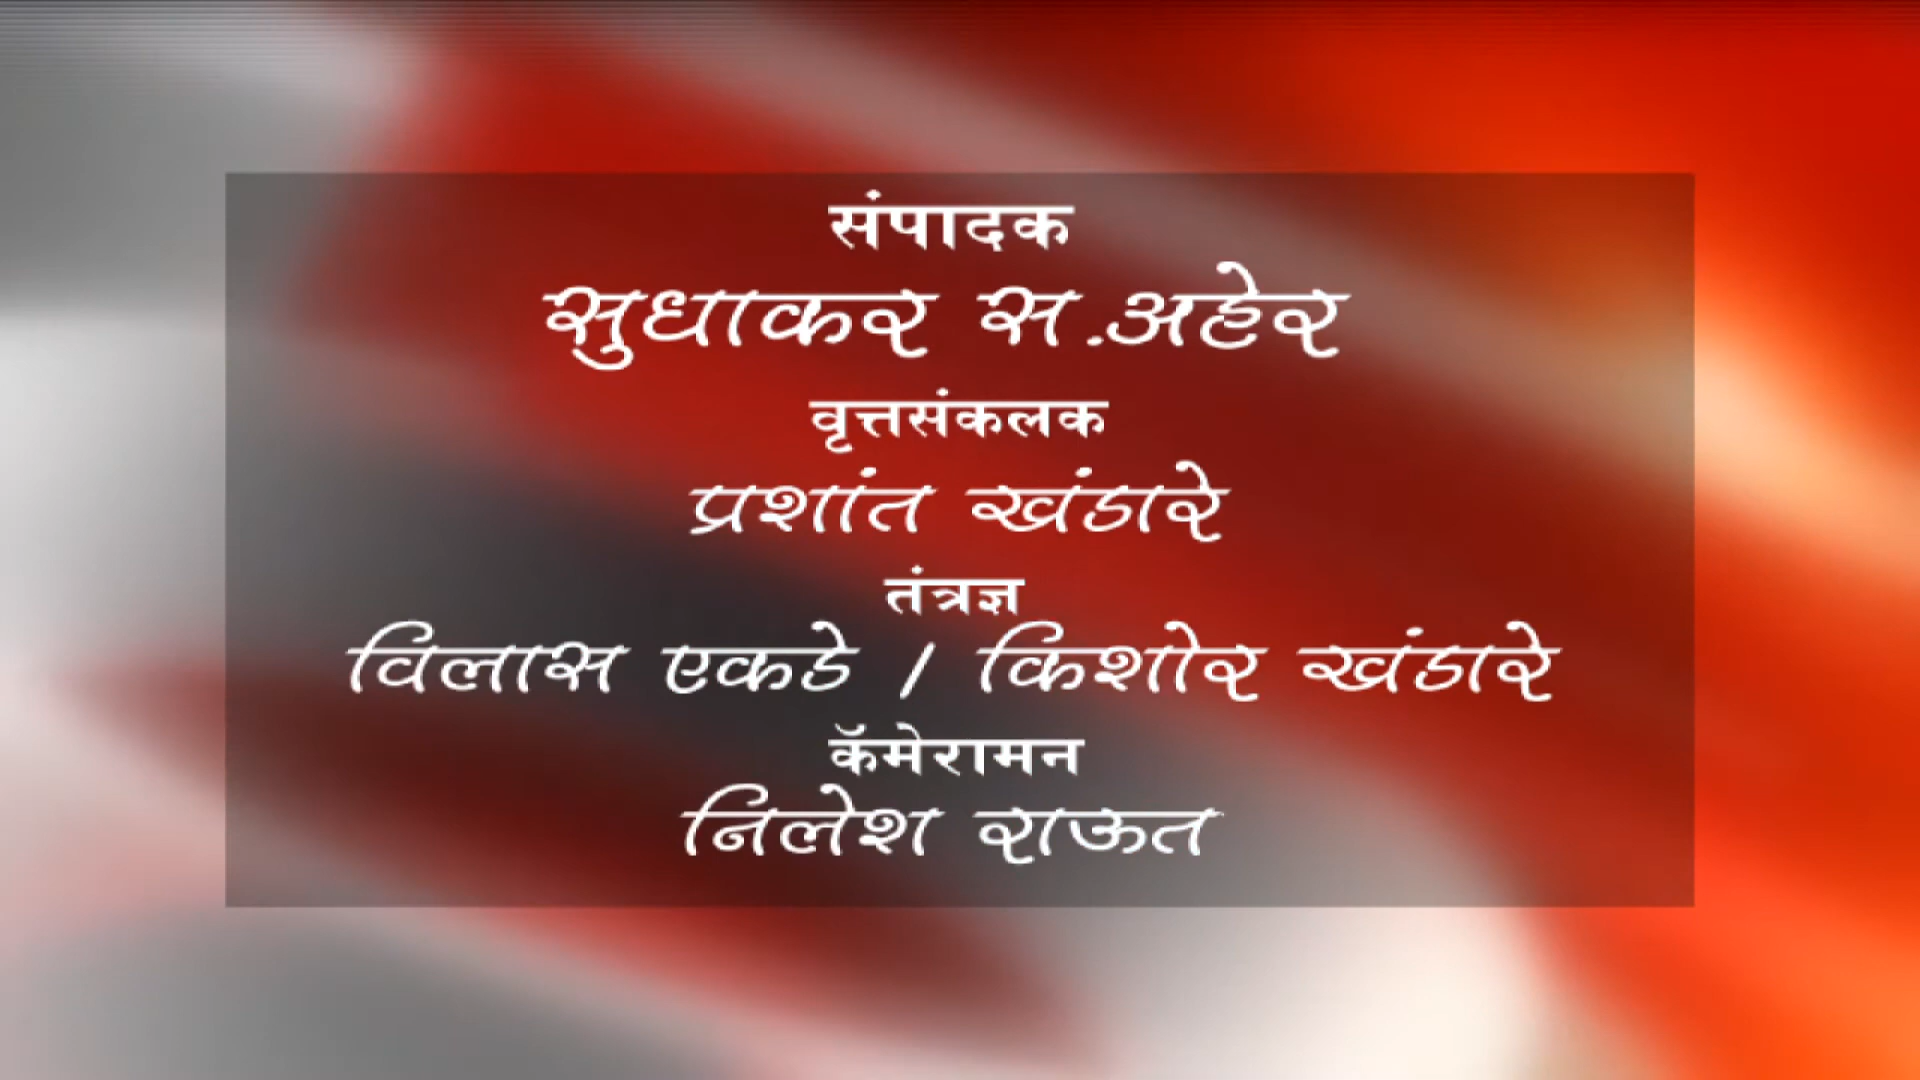 संपादक
सुधाकर स.अहेर
वृत्तसंकलक
प्रशांत खंडारे
तंत्रज्ञ
विलास एकडे / किशोर खंडारे
कॅमेरामन
निलेश राऊत